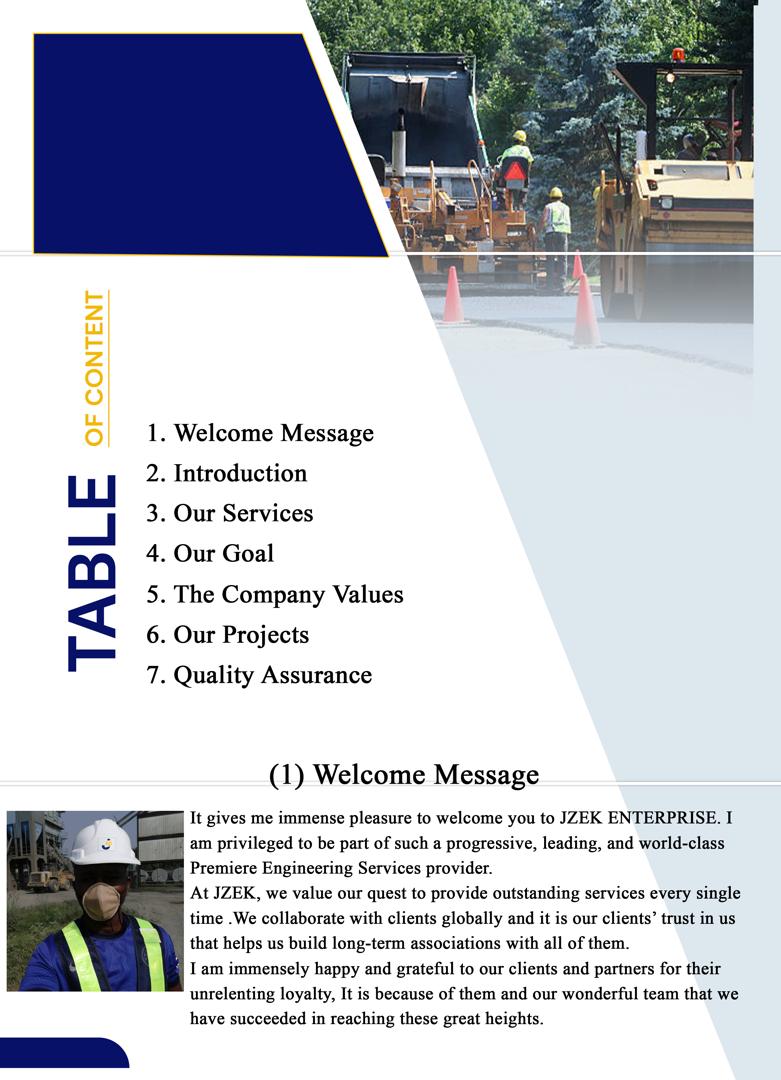 TABLE
OF CONTENT
1. Welcome Message
2. Introduction
3. Our Services
4. Our Goal
5. The Company Values
6. Our Projects
7. Quality Assurance
(1) Welcome Message
It gives me immense pleasure to welcome you to JZEK ENTERPRISE. I
am privileged to be part of such a progressive, leading, and world-class
Premiere Engineering Services provider.
At JZEK, we value our quest to provide outstanding services every single
time .We collaborate with clients globally and it is our clients’ trust in us
that helps us build long-term associations with all of them.
I am immensely happy and grateful to our clients and partners for their
unrelenting loyalty, It is because of them and our wonderful team that we
have succeeded in reaching these great heights.